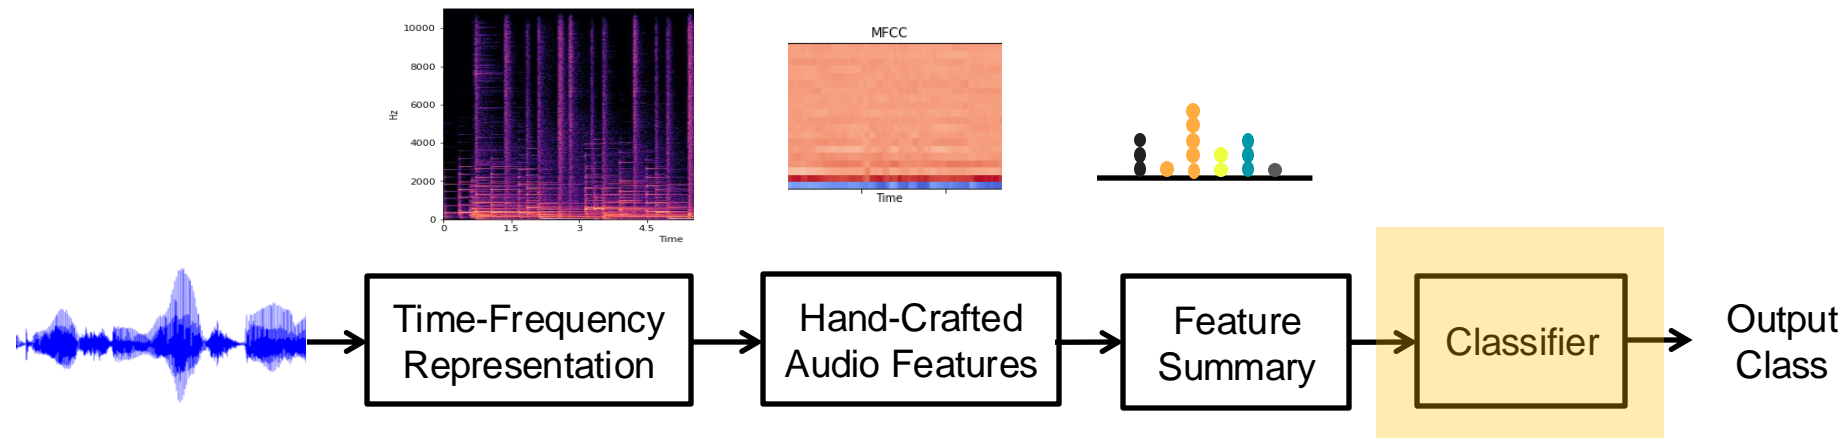 10000
8000
6000
4000
2000
0
Hz
0 1.5 3 4.5
Time
MFCC
Time
Time-Frequency
Representation
Hand-Crafted
Audio Features
Feature
Summary
Classifier
Output
Class